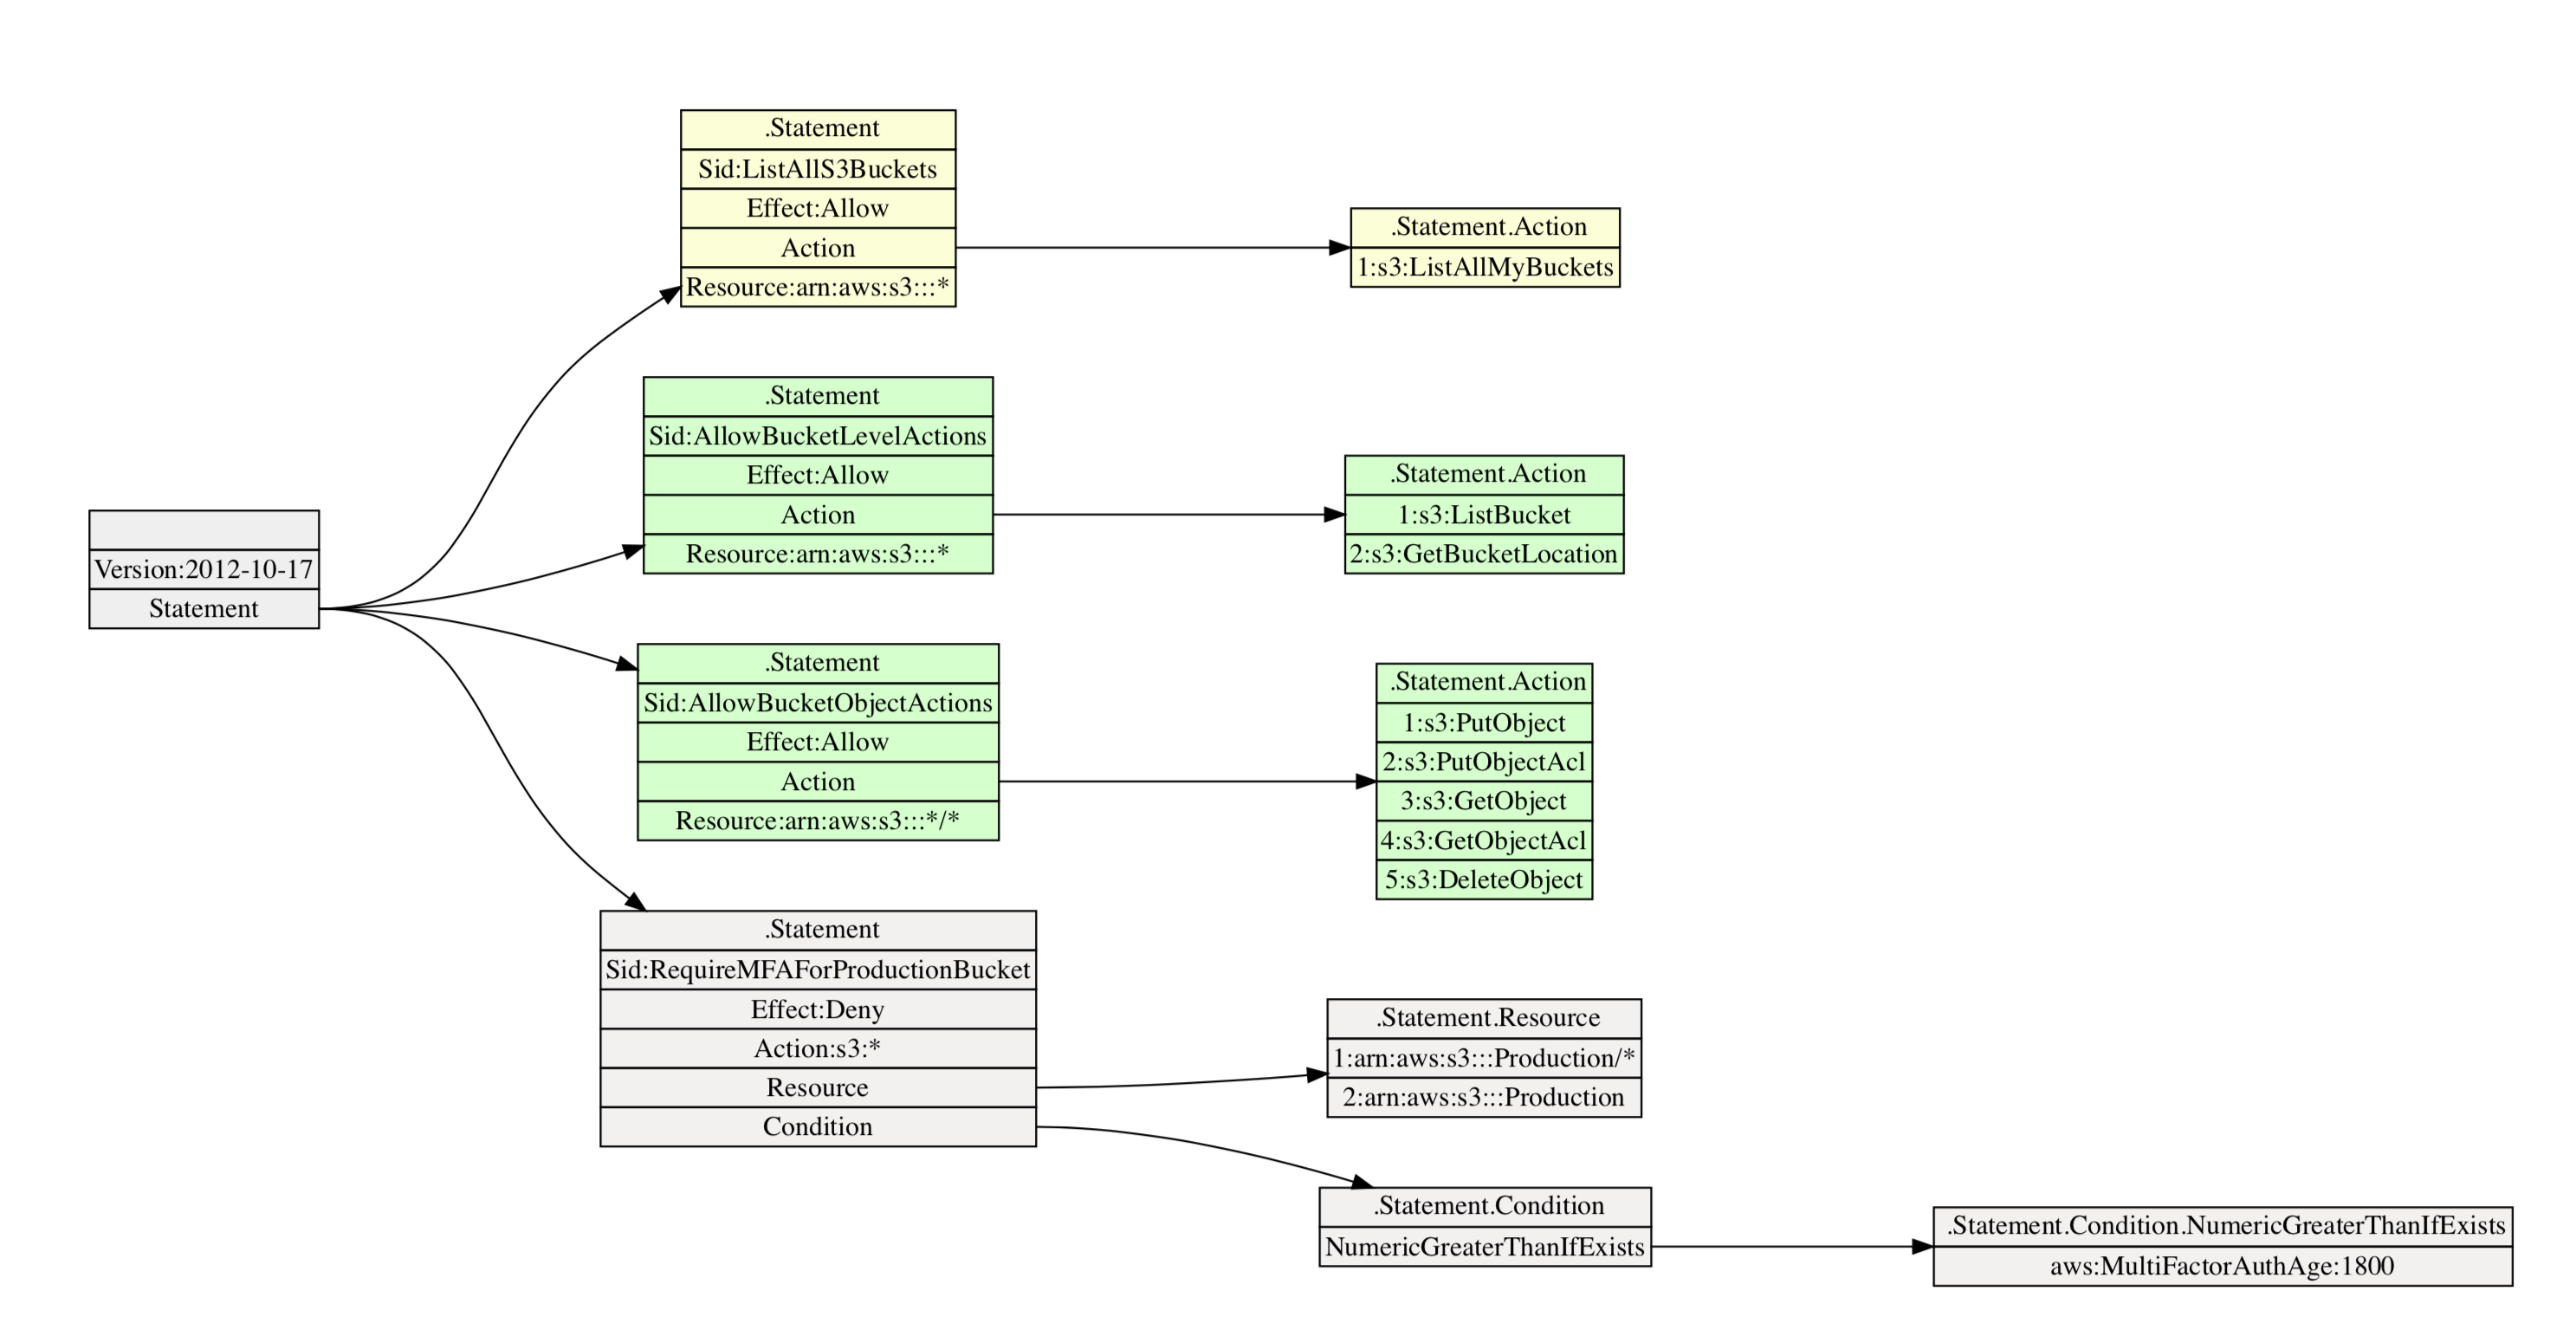 Version:2012-10-17
Statement
.Statement
Sid:ListAllS3Buckets
Effect:Allow
Action
Resource:arn:aws:s3:::*
.Statement.Action
1:s3:ListAllMyBuckets
.Statement
Sid:AllowBucketLevelActions
Effect:Allow
Action
Resource:arn:aws:s3:::*
.Statement.Action
1:s3:ListBucket
2:s3:GetBucketLocation
.Statement
Sid:AllowBucketObjectActions
Effect:Allow
Action
Resource:arn:aws:s3:::*/*
.Statement.Action
1:s3:PutObject
2:s3:PutObjectAcl
3:s3:GetObject
4:s3:GetObjectAcl
5:s3:DeleteObject
.Statement
Sid:RequireMFAForProductionBucket
Effect:Deny
Action:s3:*
Resource
Condition
.Statement.Resource
1:arn:aws:s3:::Production/*
2:arn:aws:s3:::Production
.Statement.Condition
NumericGreaterThanIfExists
.Statement.Condition.NumericGreaterThanIfExists
aws:MultiFactorAuthAge:1800